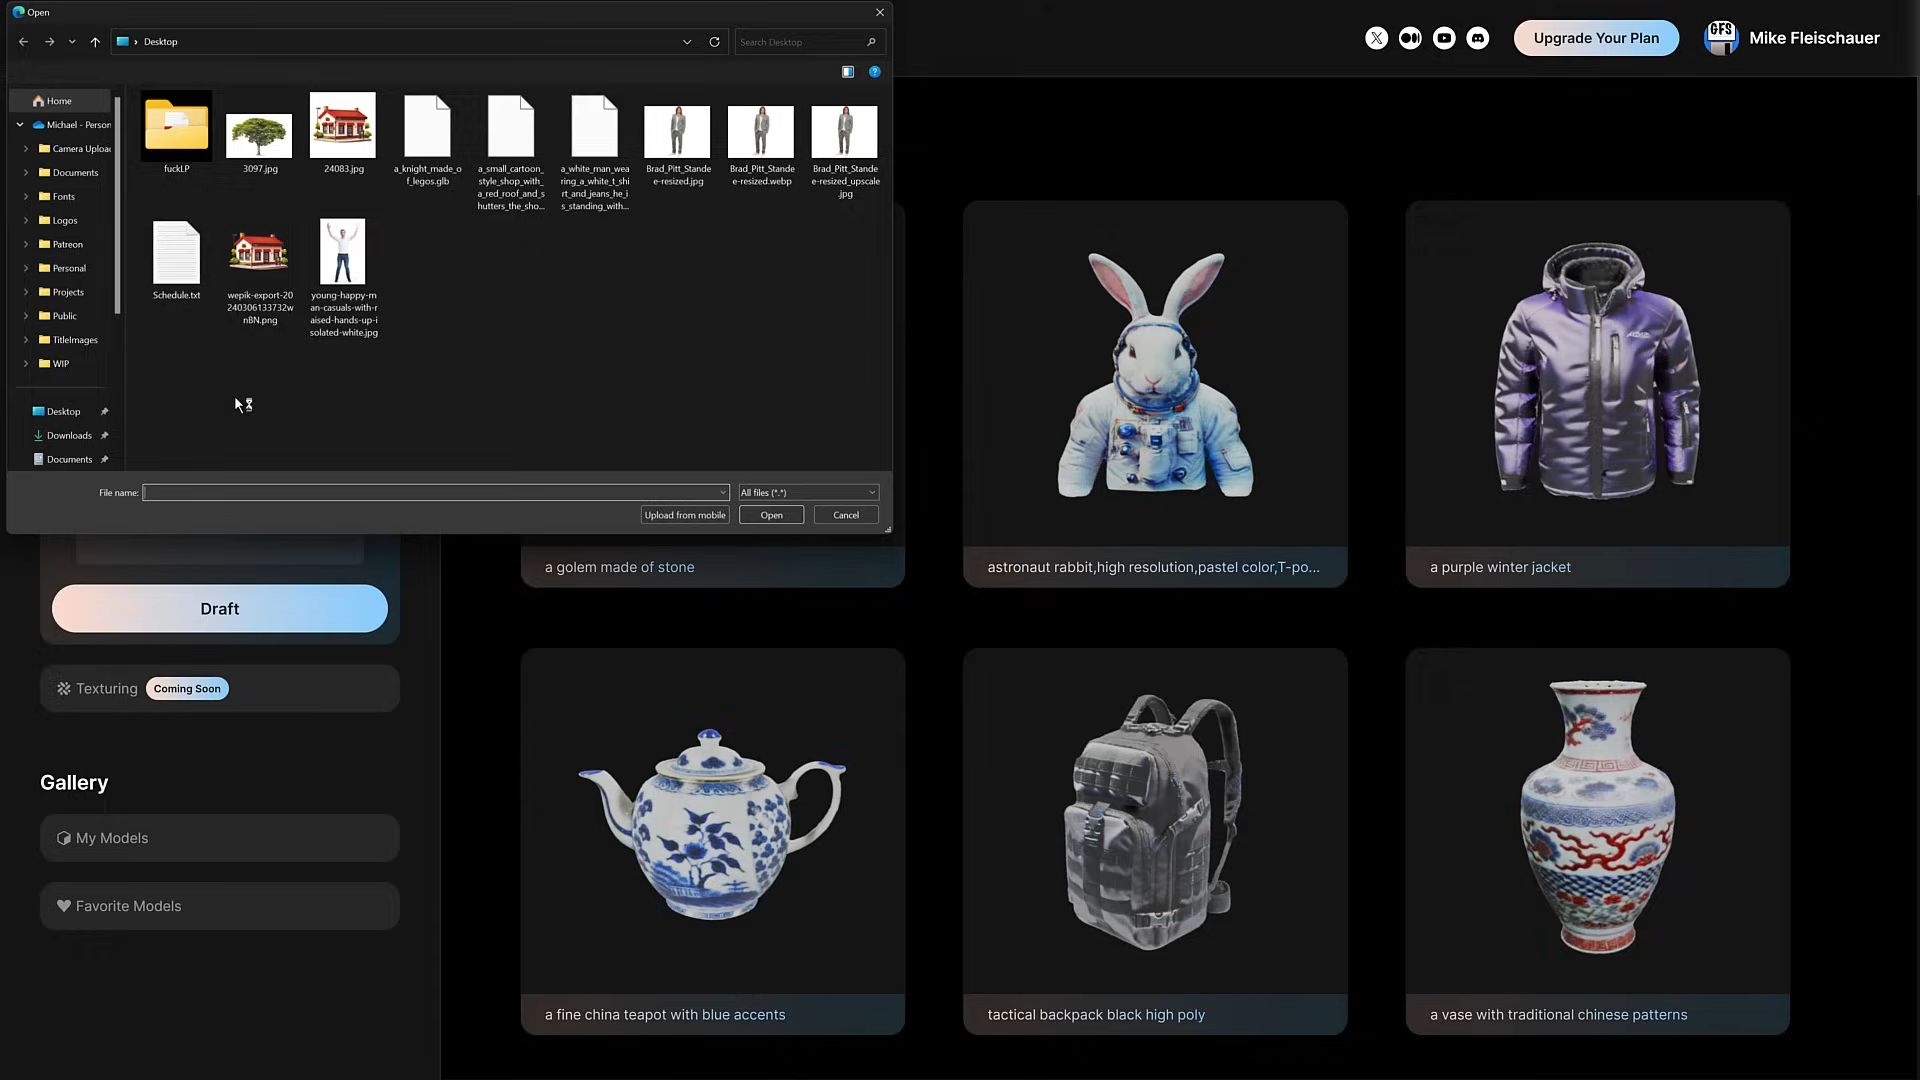 Open
Desktop
Search Desktop
Home
Michael - Person
Camera Uploa
Documents
Fonts
Logos
Patreon
Personal
Projects
Public
TitleImages
WIP
Desktop
Downloads
Documents
fuckLP
3097.jpg
24083.jpg
a_knight_made_o
f_legos.glb
a_small_cartoon_
style_shop_with_
a_red_roof_and_s
hutters_the_sho...
a_white_man_wea
ring_a_white_t_shi
rt_and_jeans_he_i
s_standing_with...
Brad_Pitt_Stande
e-resized.jpg
Brad_Pitt_Stande
e-resized.webp
Brad_Pitt_Stande
e-resized_upscale
.jpg
Schedule.txt
wepik-export-20
240306133732w
nBN.png
young-happy-m
an-casuals-with-r
aised-hands-up-i
solated-white.jpg
File name:
All files (*.*)
Upload from mobile
Open
Cancel
Upgrade Your Plan
GFS
Mike Fleischauer
Draft
Texturing
Coming Soon
Gallery
My Models
Favorite Models
a golem made of stone
astronaut rabbit,high resolution,pastel color,T-po...
a purple winter jacket
a fine china teapot with blue accents
tactical backpack black high poly
a vase with traditional chinese patterns